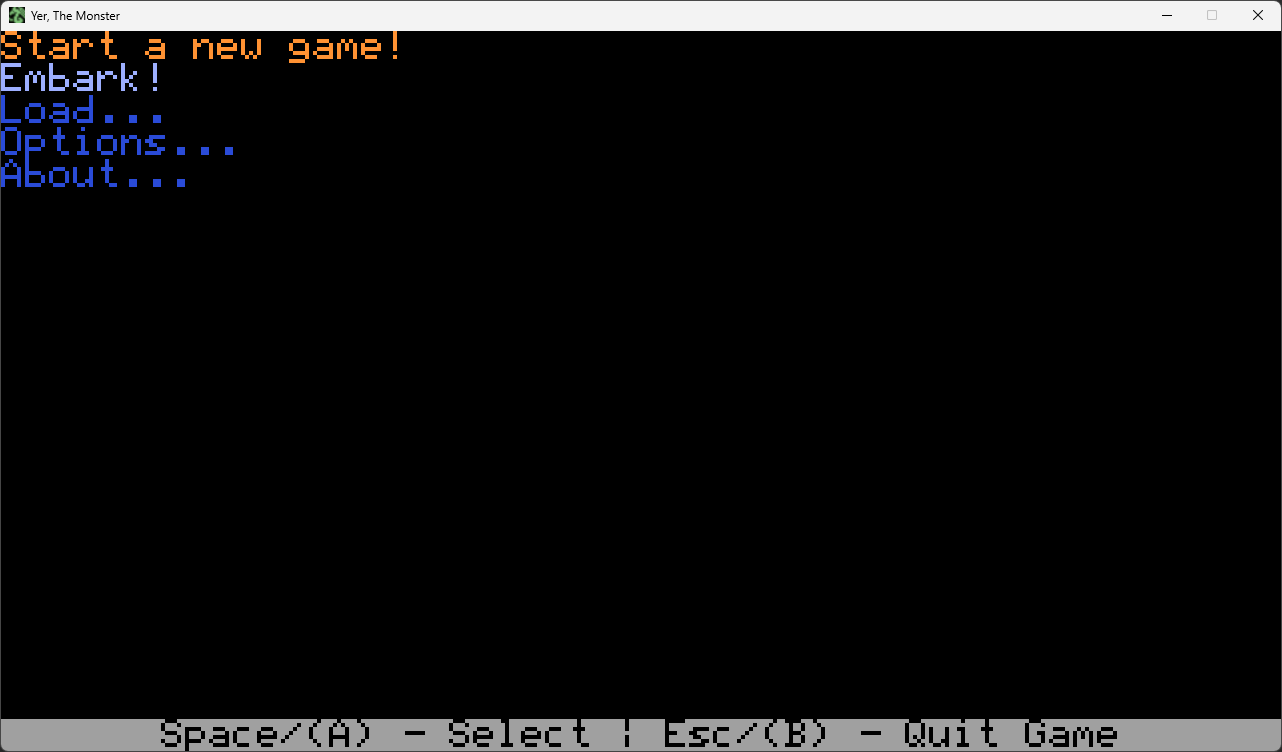 Yer, The Monster
Start a new game!
Embark!
Load...
Options...
About...
Space/(A) - Select ¦ Esc/(B) - Quit Game